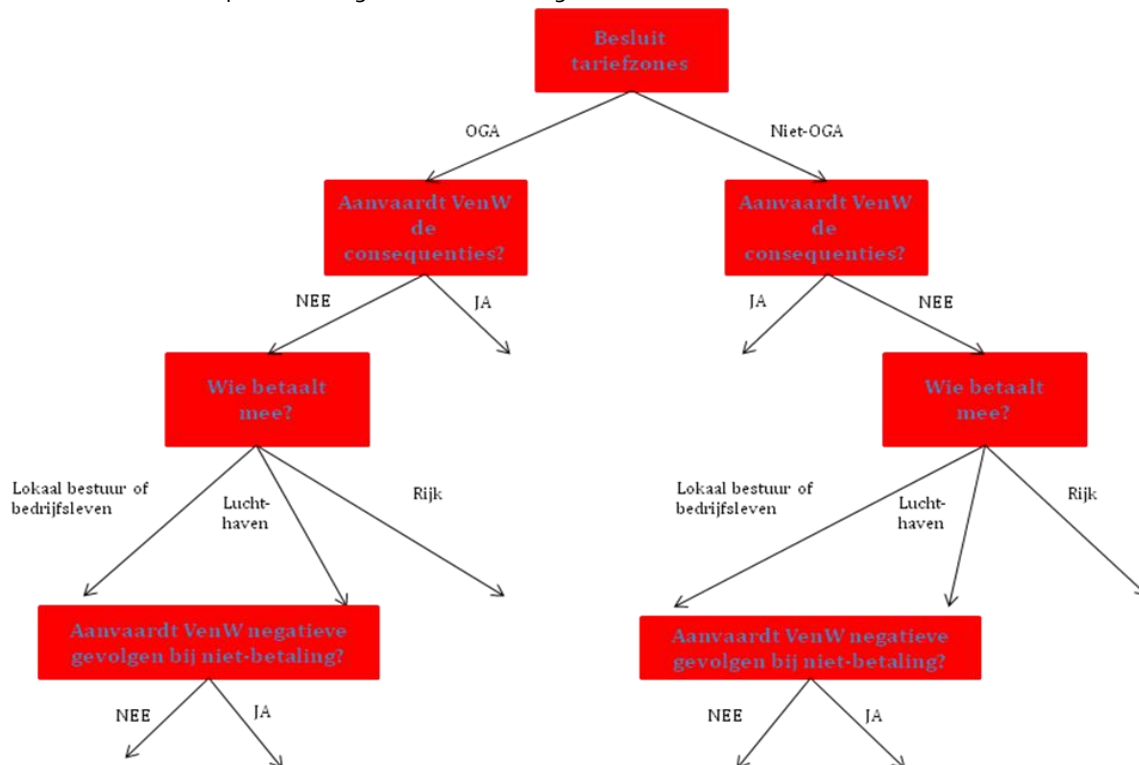 Besluit
tariefzones
OGA
Niet-OGA
Aanvaardt VenW
de
consequenties?
Aanvaardt VenW
de
consequenties?
NEE
JA
JA
NEE
Wie betaalt
mee?
Wie betaalt
mee?
Lokaal bestuur of
bedrijfsleven
Lucht-
haven
Rijk
Lokaal bestuur of
bedrijfsleven
Lucht-
haven
Rijk
Aanvaardt VenW negatieve
gevolgen bij niet-betaling?
Aanvaardt VenW negatieve
gevolgen bij niet-betaling?
NEE
JA
NEE
JA